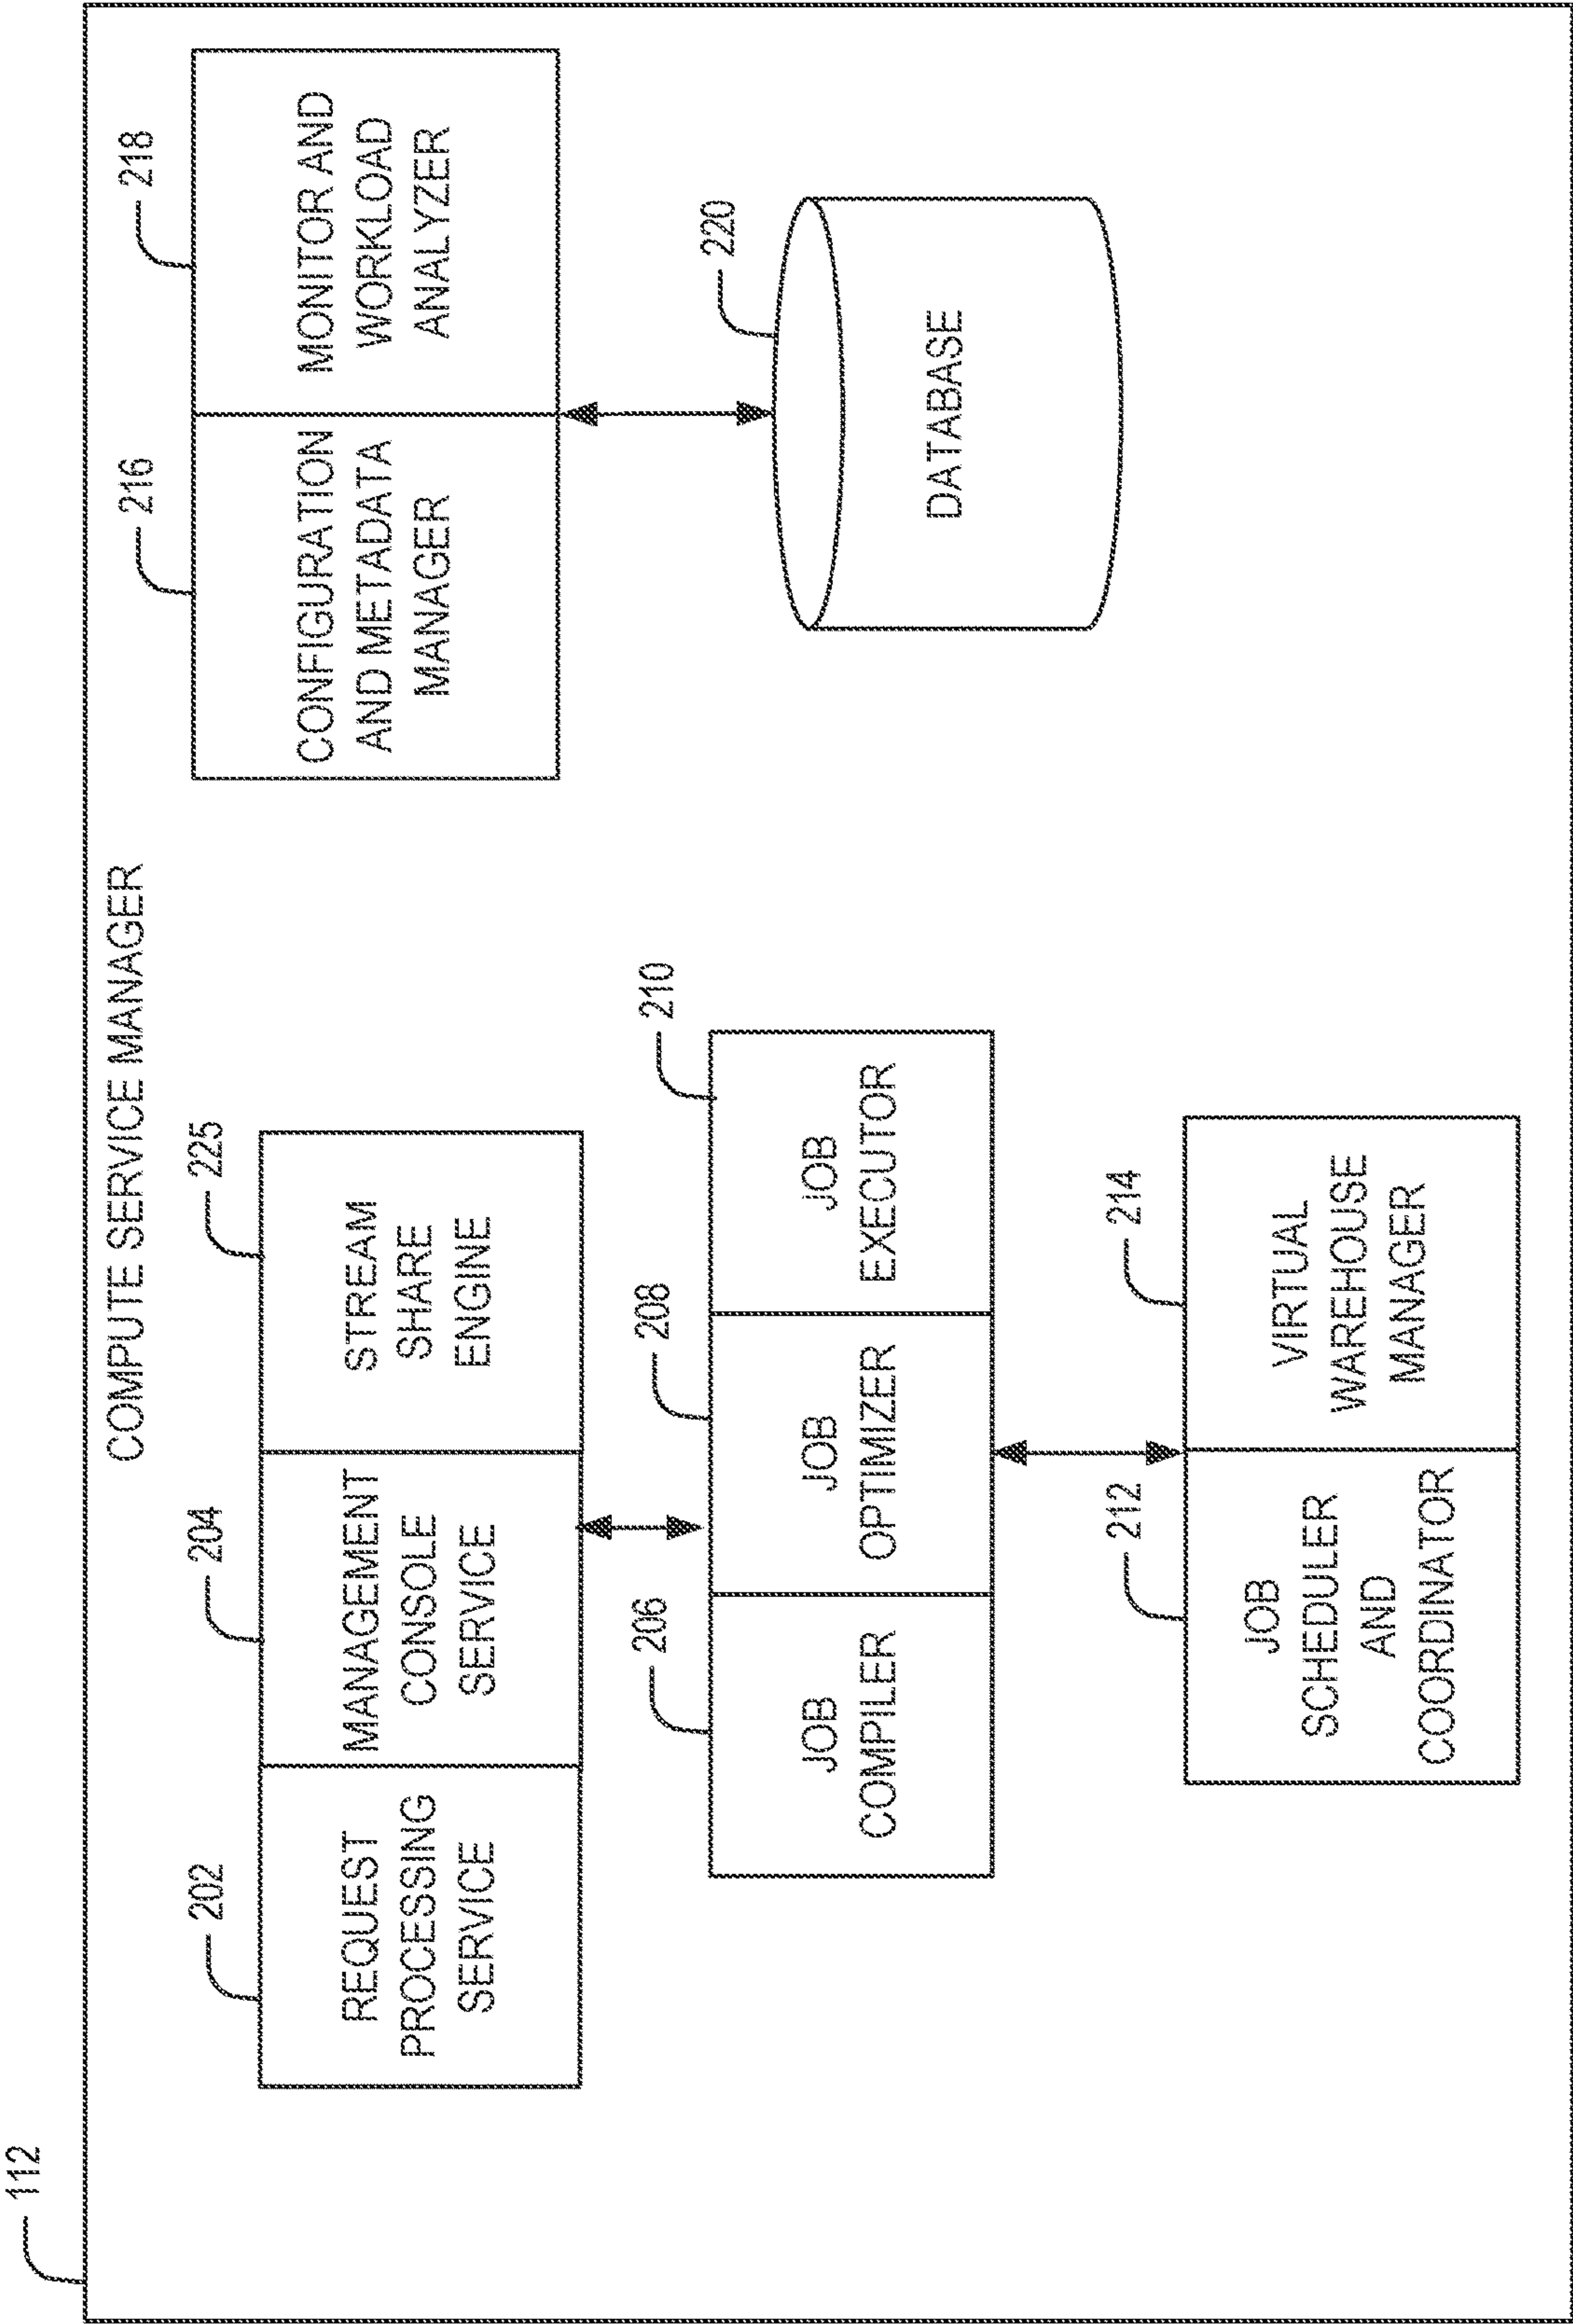 112
COMPUTE SERVICE MANAGER
202
REQUEST
PROCESSING
SERVICE
204
MANAGEMENT
CONSOLE
SERVICE
225
STREAM
SHARE
ENGINE
206
JOB
COMPILER
208
JOB
OPTIMIZER
210
JOB
EXECUTOR
212
JOB
SCHEDULER
AND
COORDINATOR
214
VIRTUAL
WAREHOUSE
MANAGER
216
CONFIGURATION
AND METADATA
MANAGER
218
MONITOR AND
WORKLOAD
ANALYZER
220
DATABASE